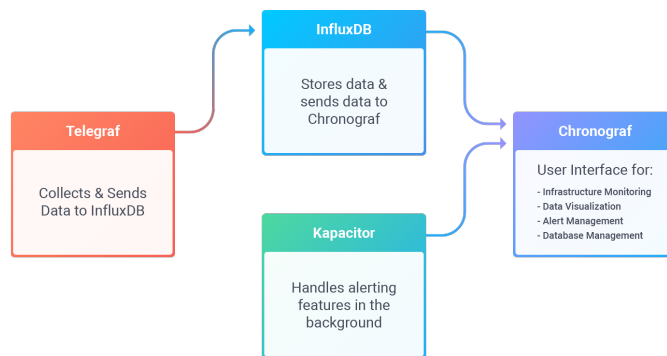 InfluxDB
Stores data &
sends data to
Chronograf
Telegraf
Collects & Sends
Data to InfluxDB
Chronograf
User Interface for:
- Infrastructure Monitoring
- Data Visualization
- Alert Management
- Database Management
Kapacitor
Handles alerting
features in the
background